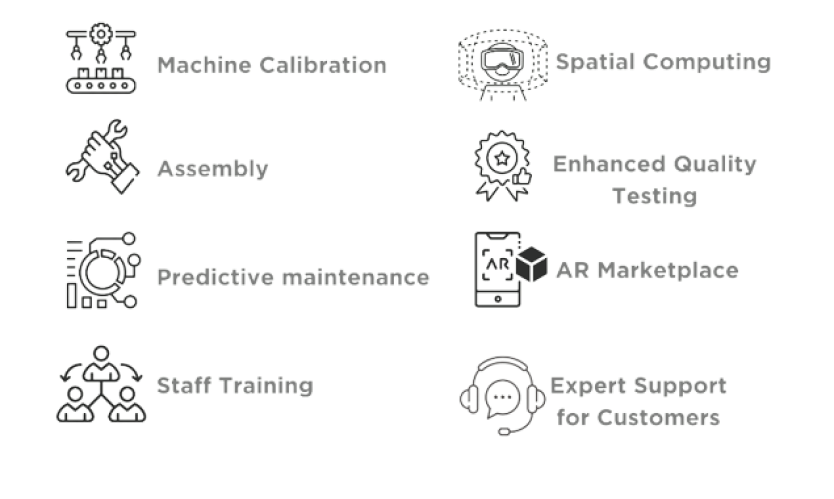 Machine Calibration
Assembly
Predictive maintenance
Staff Training
Spatial Computing
Enhanced Quality
Testing
AR
AR Marketplace
Expert Support
for Customers